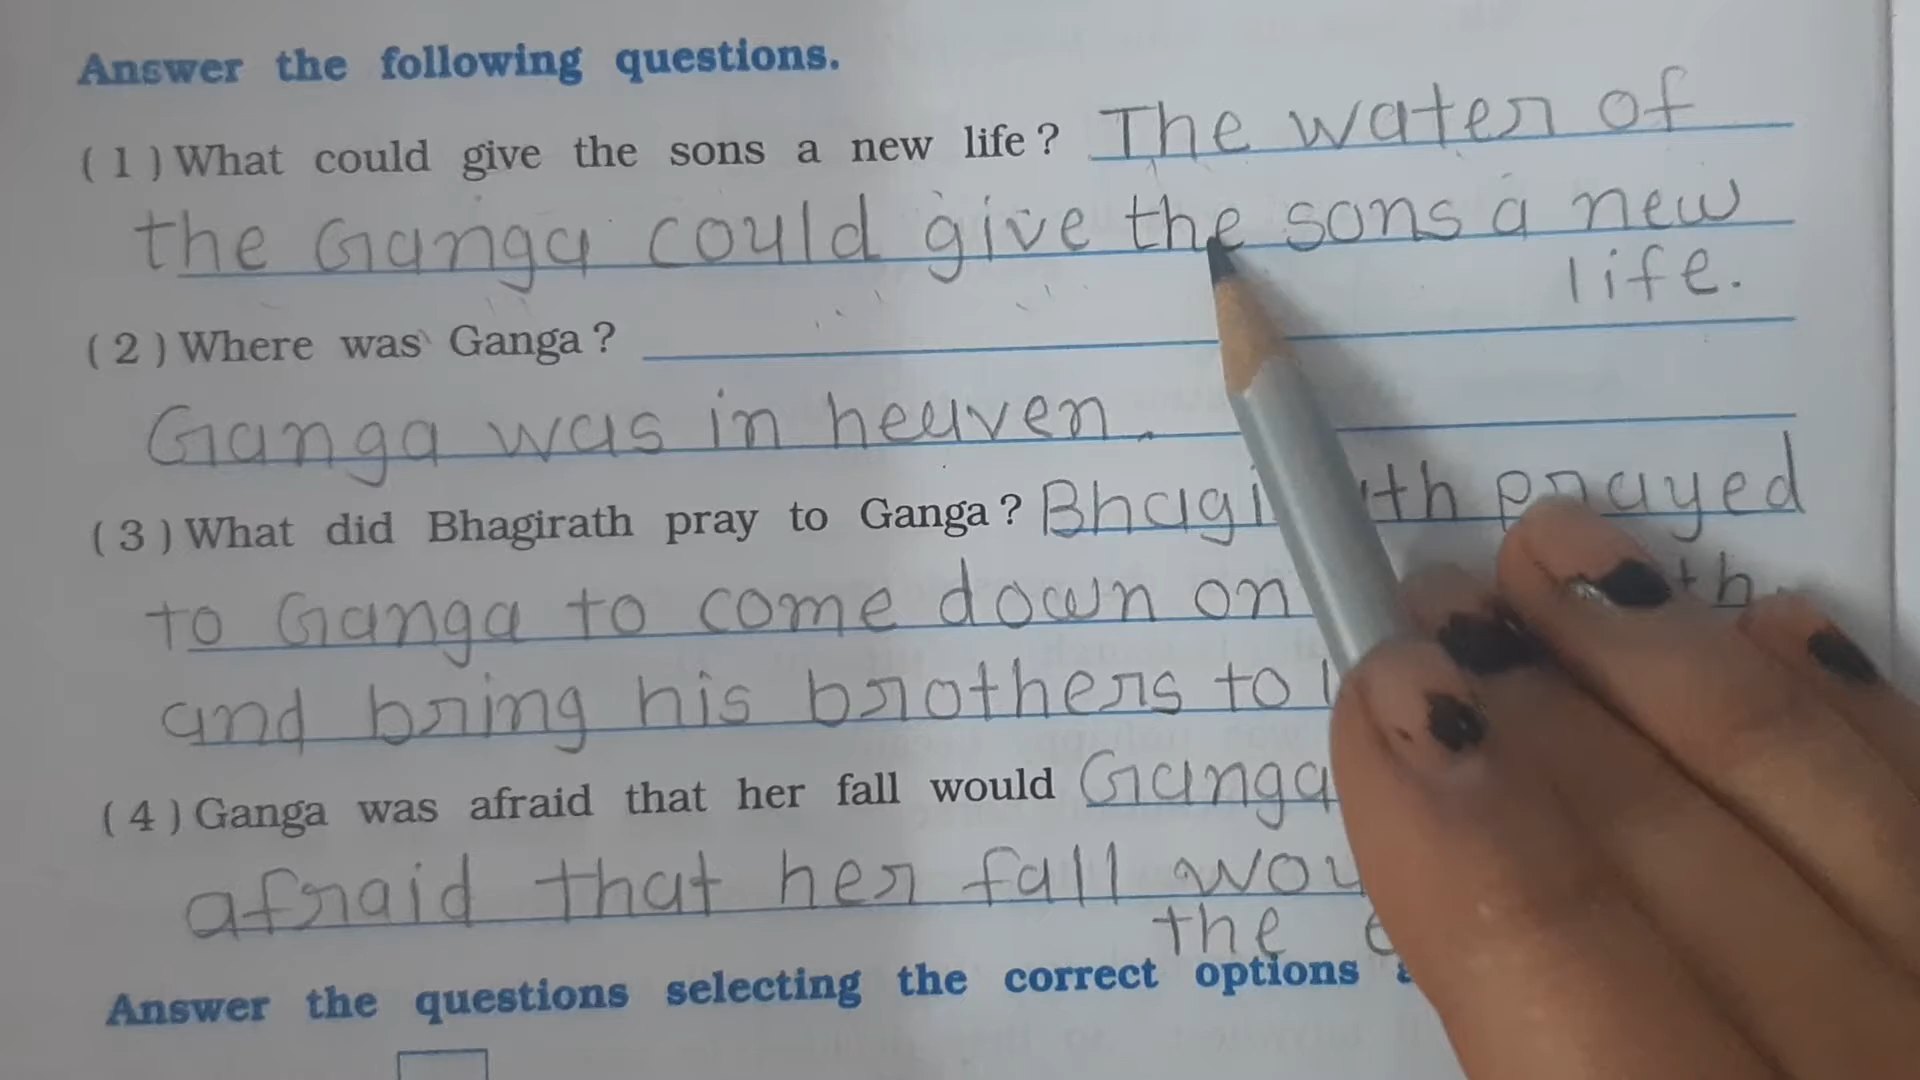 Answer the following questions.
(1) What could give the sons a new life? The water of
the Ganga could give the sons a new
life.
(2) Where was Ganga?
Ganga was in heaven.
(3) What did Bhagirath pray to Ganga? prayed
to Ganga to come down on
and bring his brothers to
(4) Ganga was afraid that her fall would Ganga
afraid that her fall
the
Answer the questions selecting the correct options